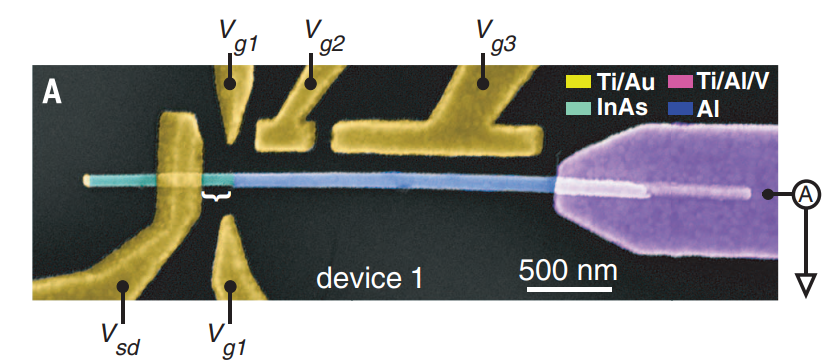 V_g1 V_g2 V_g3
A
Ti/Au Ti/Al/V
InAs Al
A
device 1
500 nm
V_sd V_g1